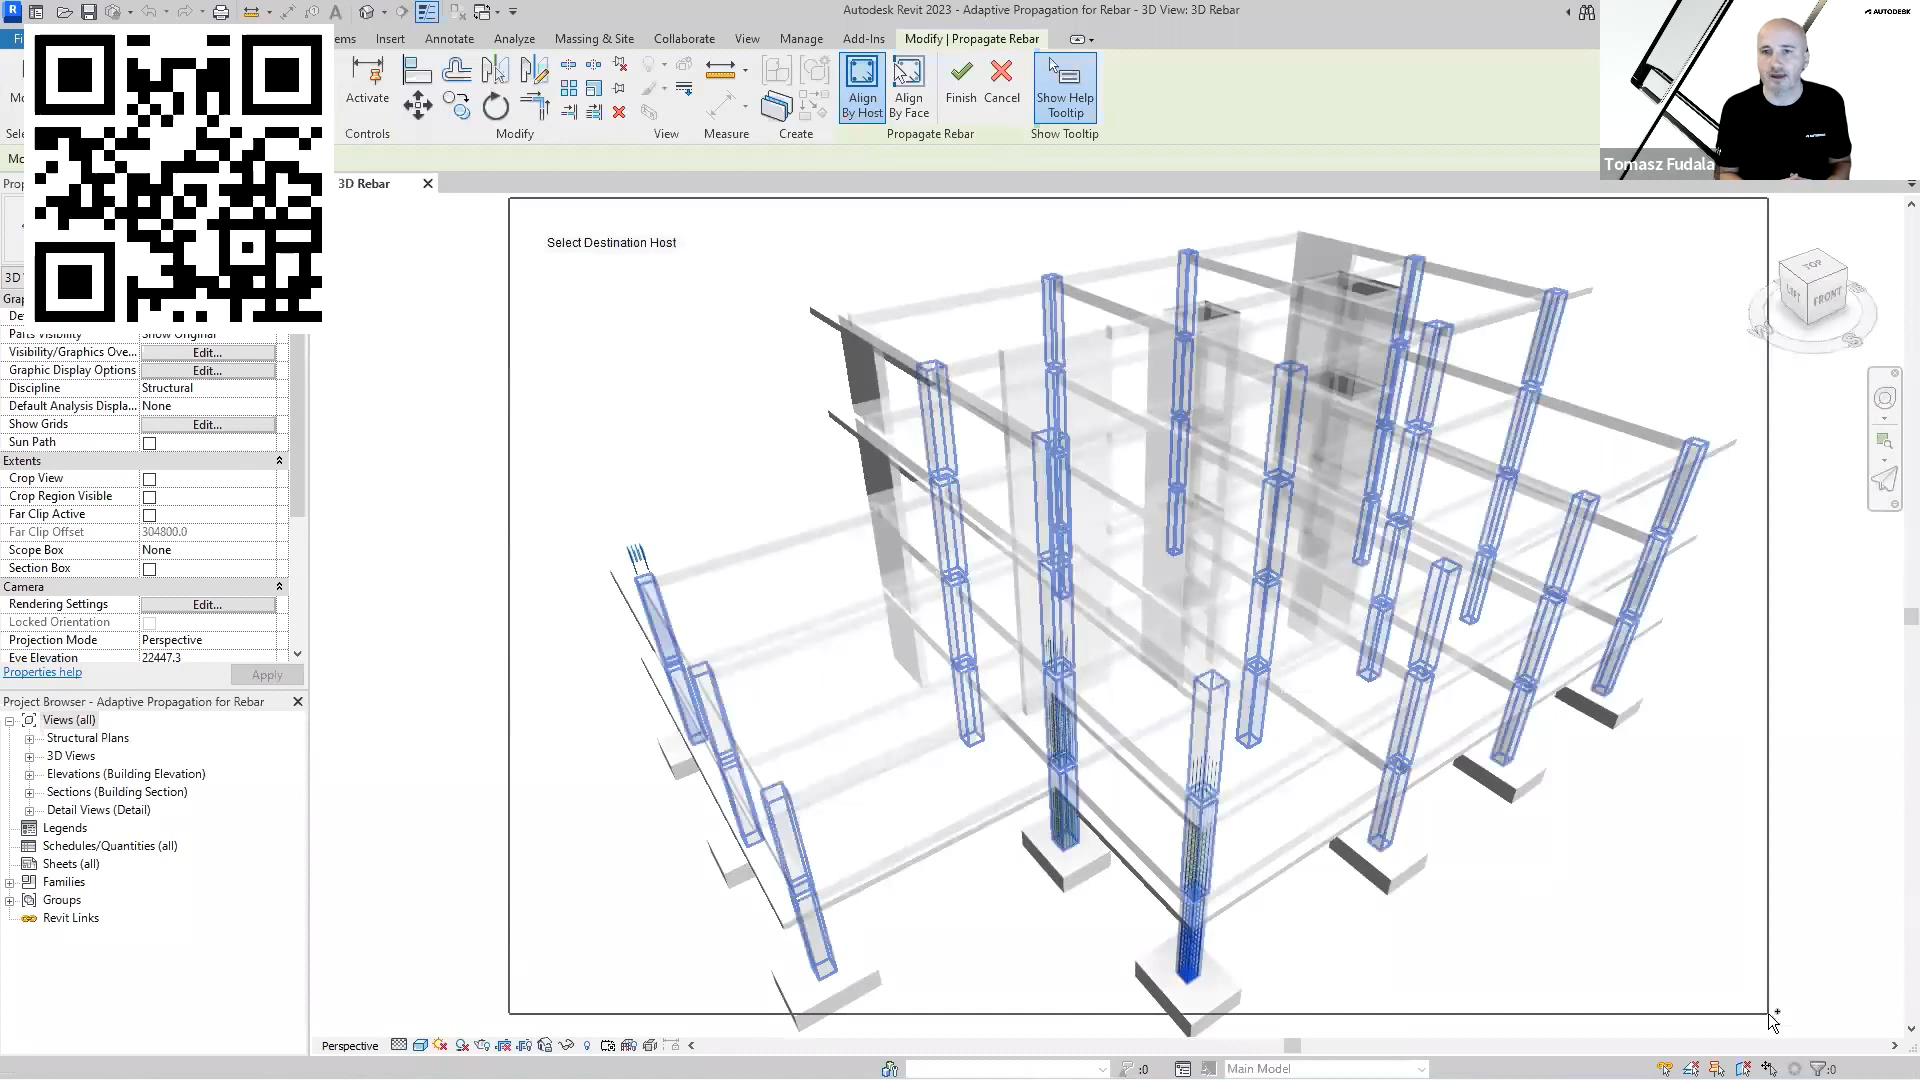 Autodesk Revit 2023 - Adaptive Propagation for Rebar - 3D View: 3D Rebar
AUTODESK
Insert
Annotate
Analyze
Massing & Site
Collaborate
View
Manage
Add-Ins
Modify | Propagate Rebar
Activate
Align
By Host
Align
By Face
Finish
Cancel
Show Help
Tooltip
Controls
Modify
View
Measure
Create
Propagate Rebar
Show Tooltip
Tomasz Fudala
3D Rebar
Select Destination Host
TOP
LEFT
FRONT
Parts Visibility Show Original
Visibility/Graphics Ove... Edit...
Graphic Display Options Edit...
Discipline Structural
Default Analysis Displa... None
Show Grids Edit...
Sun Path
Extents
Crop View
Crop Region Visible
Far Clip Active
Far Clip Offset 304800.0
Scope Box None
Section Box
Camera
Rendering Settings Edit...
Locked Orientation
Projection Mode Perspective
Eye Elevation 22447.3
Properties help
Apply
Project Browser - Adaptive Propagation for Rebar
Views (all)
Structural Plans
3D Views
Elevations (Building Elevation)
Sections (Building Section)
Detail Views (Detail)
Legends
Schedules/Quantities (all)
Sheets (all)
Families
Groups
Revit Links
Perspective
:0
Main Model
:0